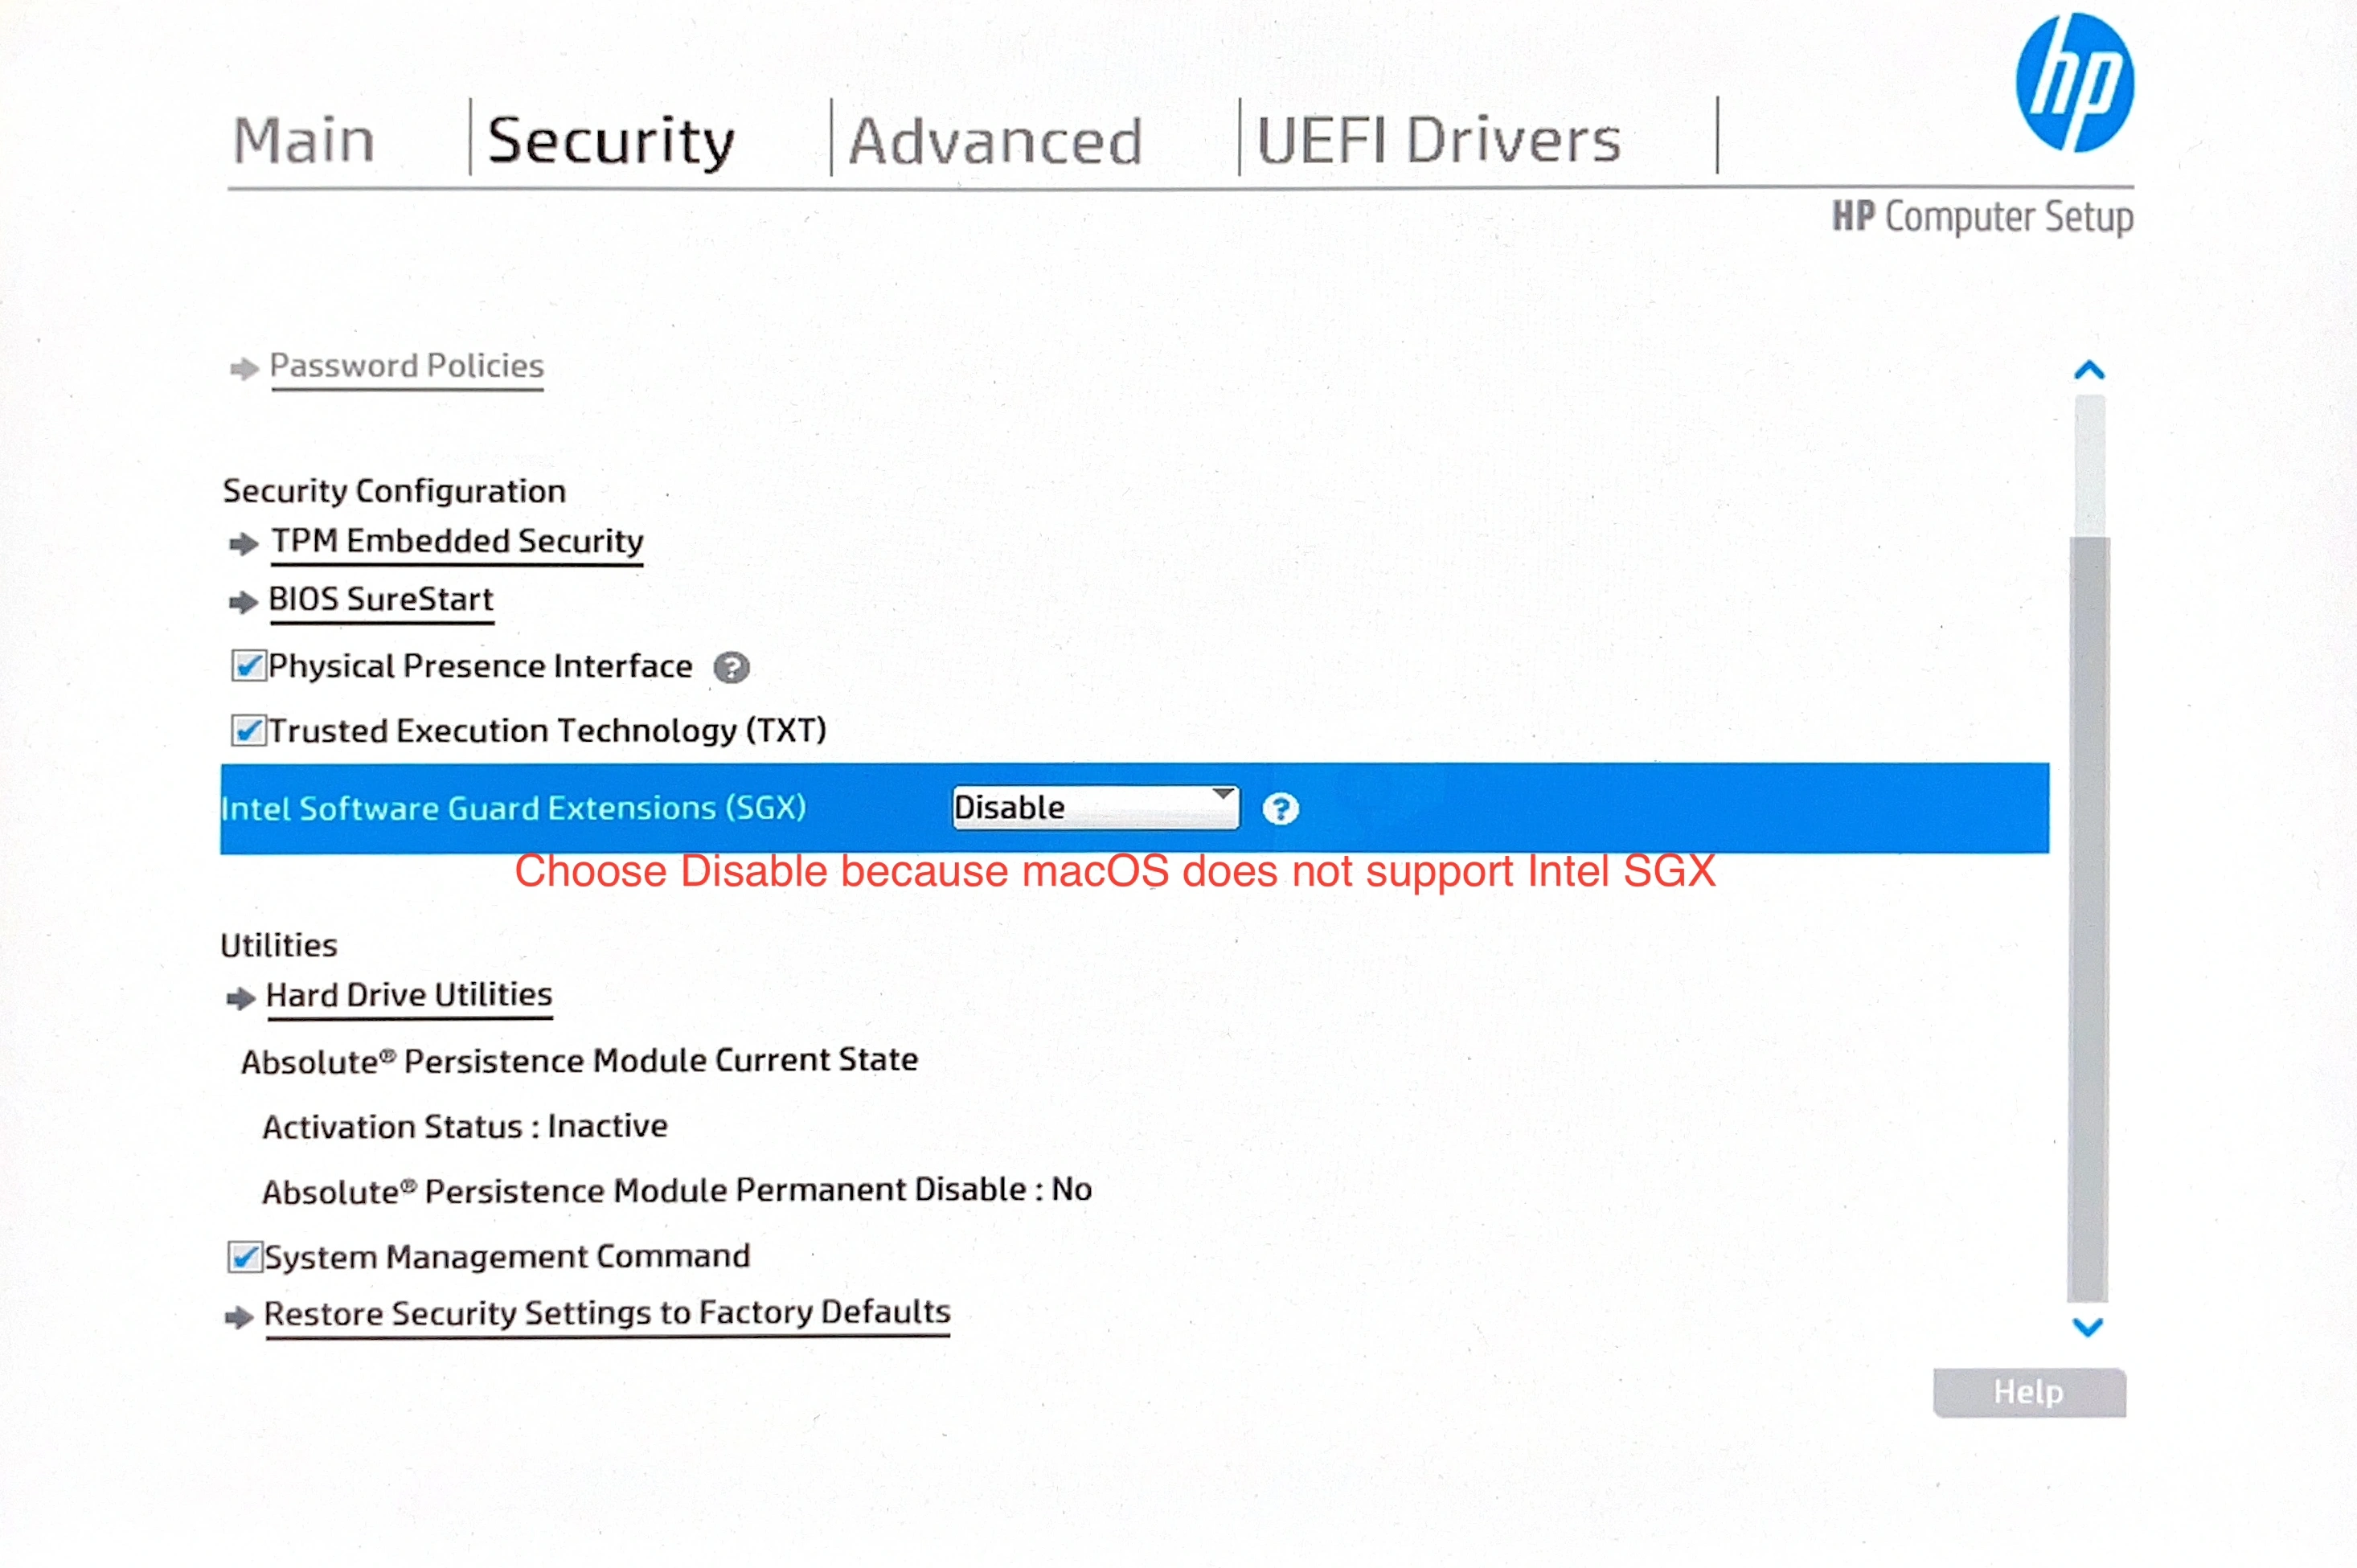 hp
Main Security Advanced UEFI Drivers
HP Computer Setup
Password Policies
Security Configuration
TPM Embedded Security
BIOS SureStart
Physical Presence Interface ?
Trusted Execution Technology (TXT)
Intel Software Guard Extensions (SGX) Disable ?
Choose Disable because macOS does not support Intel SGX
Utilities
Hard Drive Utilities
Absolute® Persistence Module Current State
Activation Status : Inactive
Absolute® Persistence Module Permanent Disable : No
System Management Command
Restore Security Settings to Factory Defaults
Help